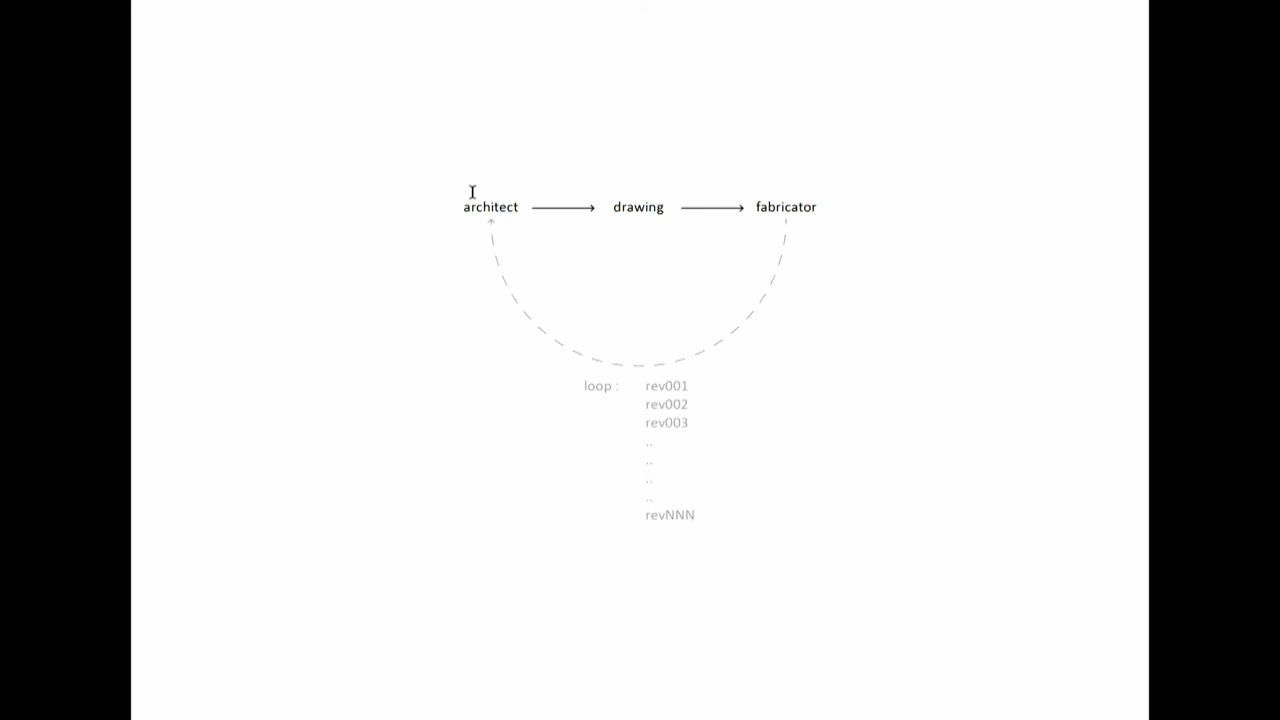 architect drawing fabricator
loop : rev001
rev002
rev003
..
..
..
..
revNNN